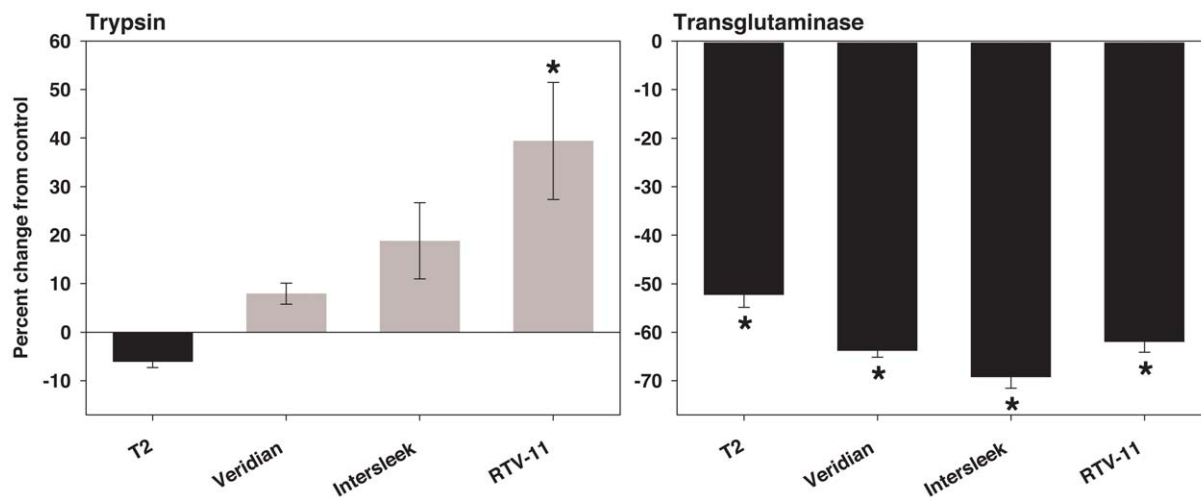 Trypsin
Percent change from control
60
50
40
30
20
10
0
-10
*
T2
Veridian
Intersleek
RTV-11
Transglutaminase
0
-10
-20
-30
-40
-50
-60
-70
*
*
*
*
T2
Veridian
Intersleek
RTV-11